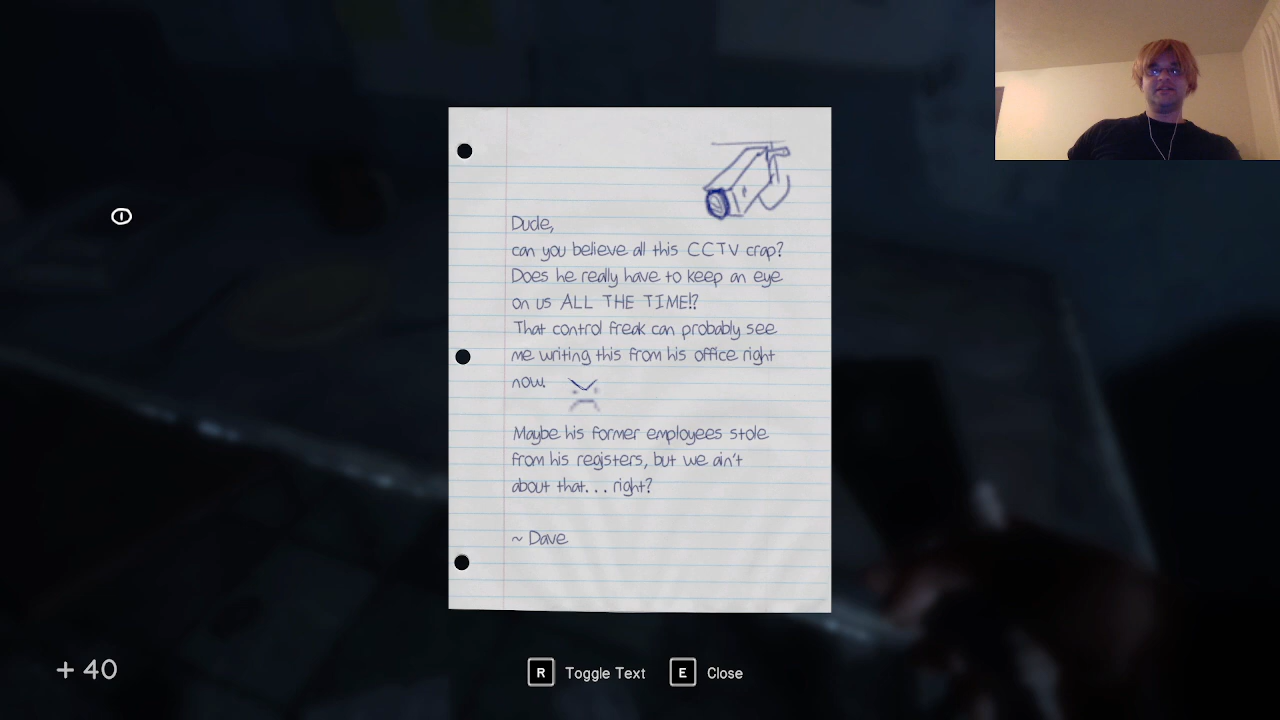 Dude,
can you believe all this CCTV crap?
Does he really have to keep an eye
on us ALL THE TIME!?
That control freak can probably see
me writing this from his office right
now.
Maybe his former employees stole
from his registers, but we ain't
about that... right?
~ Dave
+ 40
R Toggle Text E Close